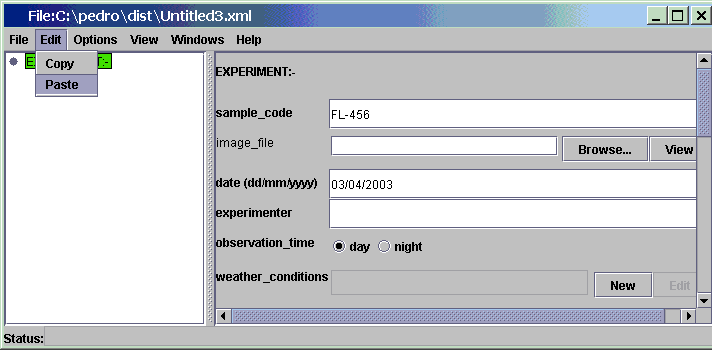 File:C:\pedro\dist\Untitled3.xml
File Edit Options View Windows Help
Copy
Paste
EXPERIMENT:-
sample_code FL-456
image_file Browse... View
date (dd/mm/yyyy) 03/04/2003
experimenter
observation_time day night
weather_conditions New Edit
Status: